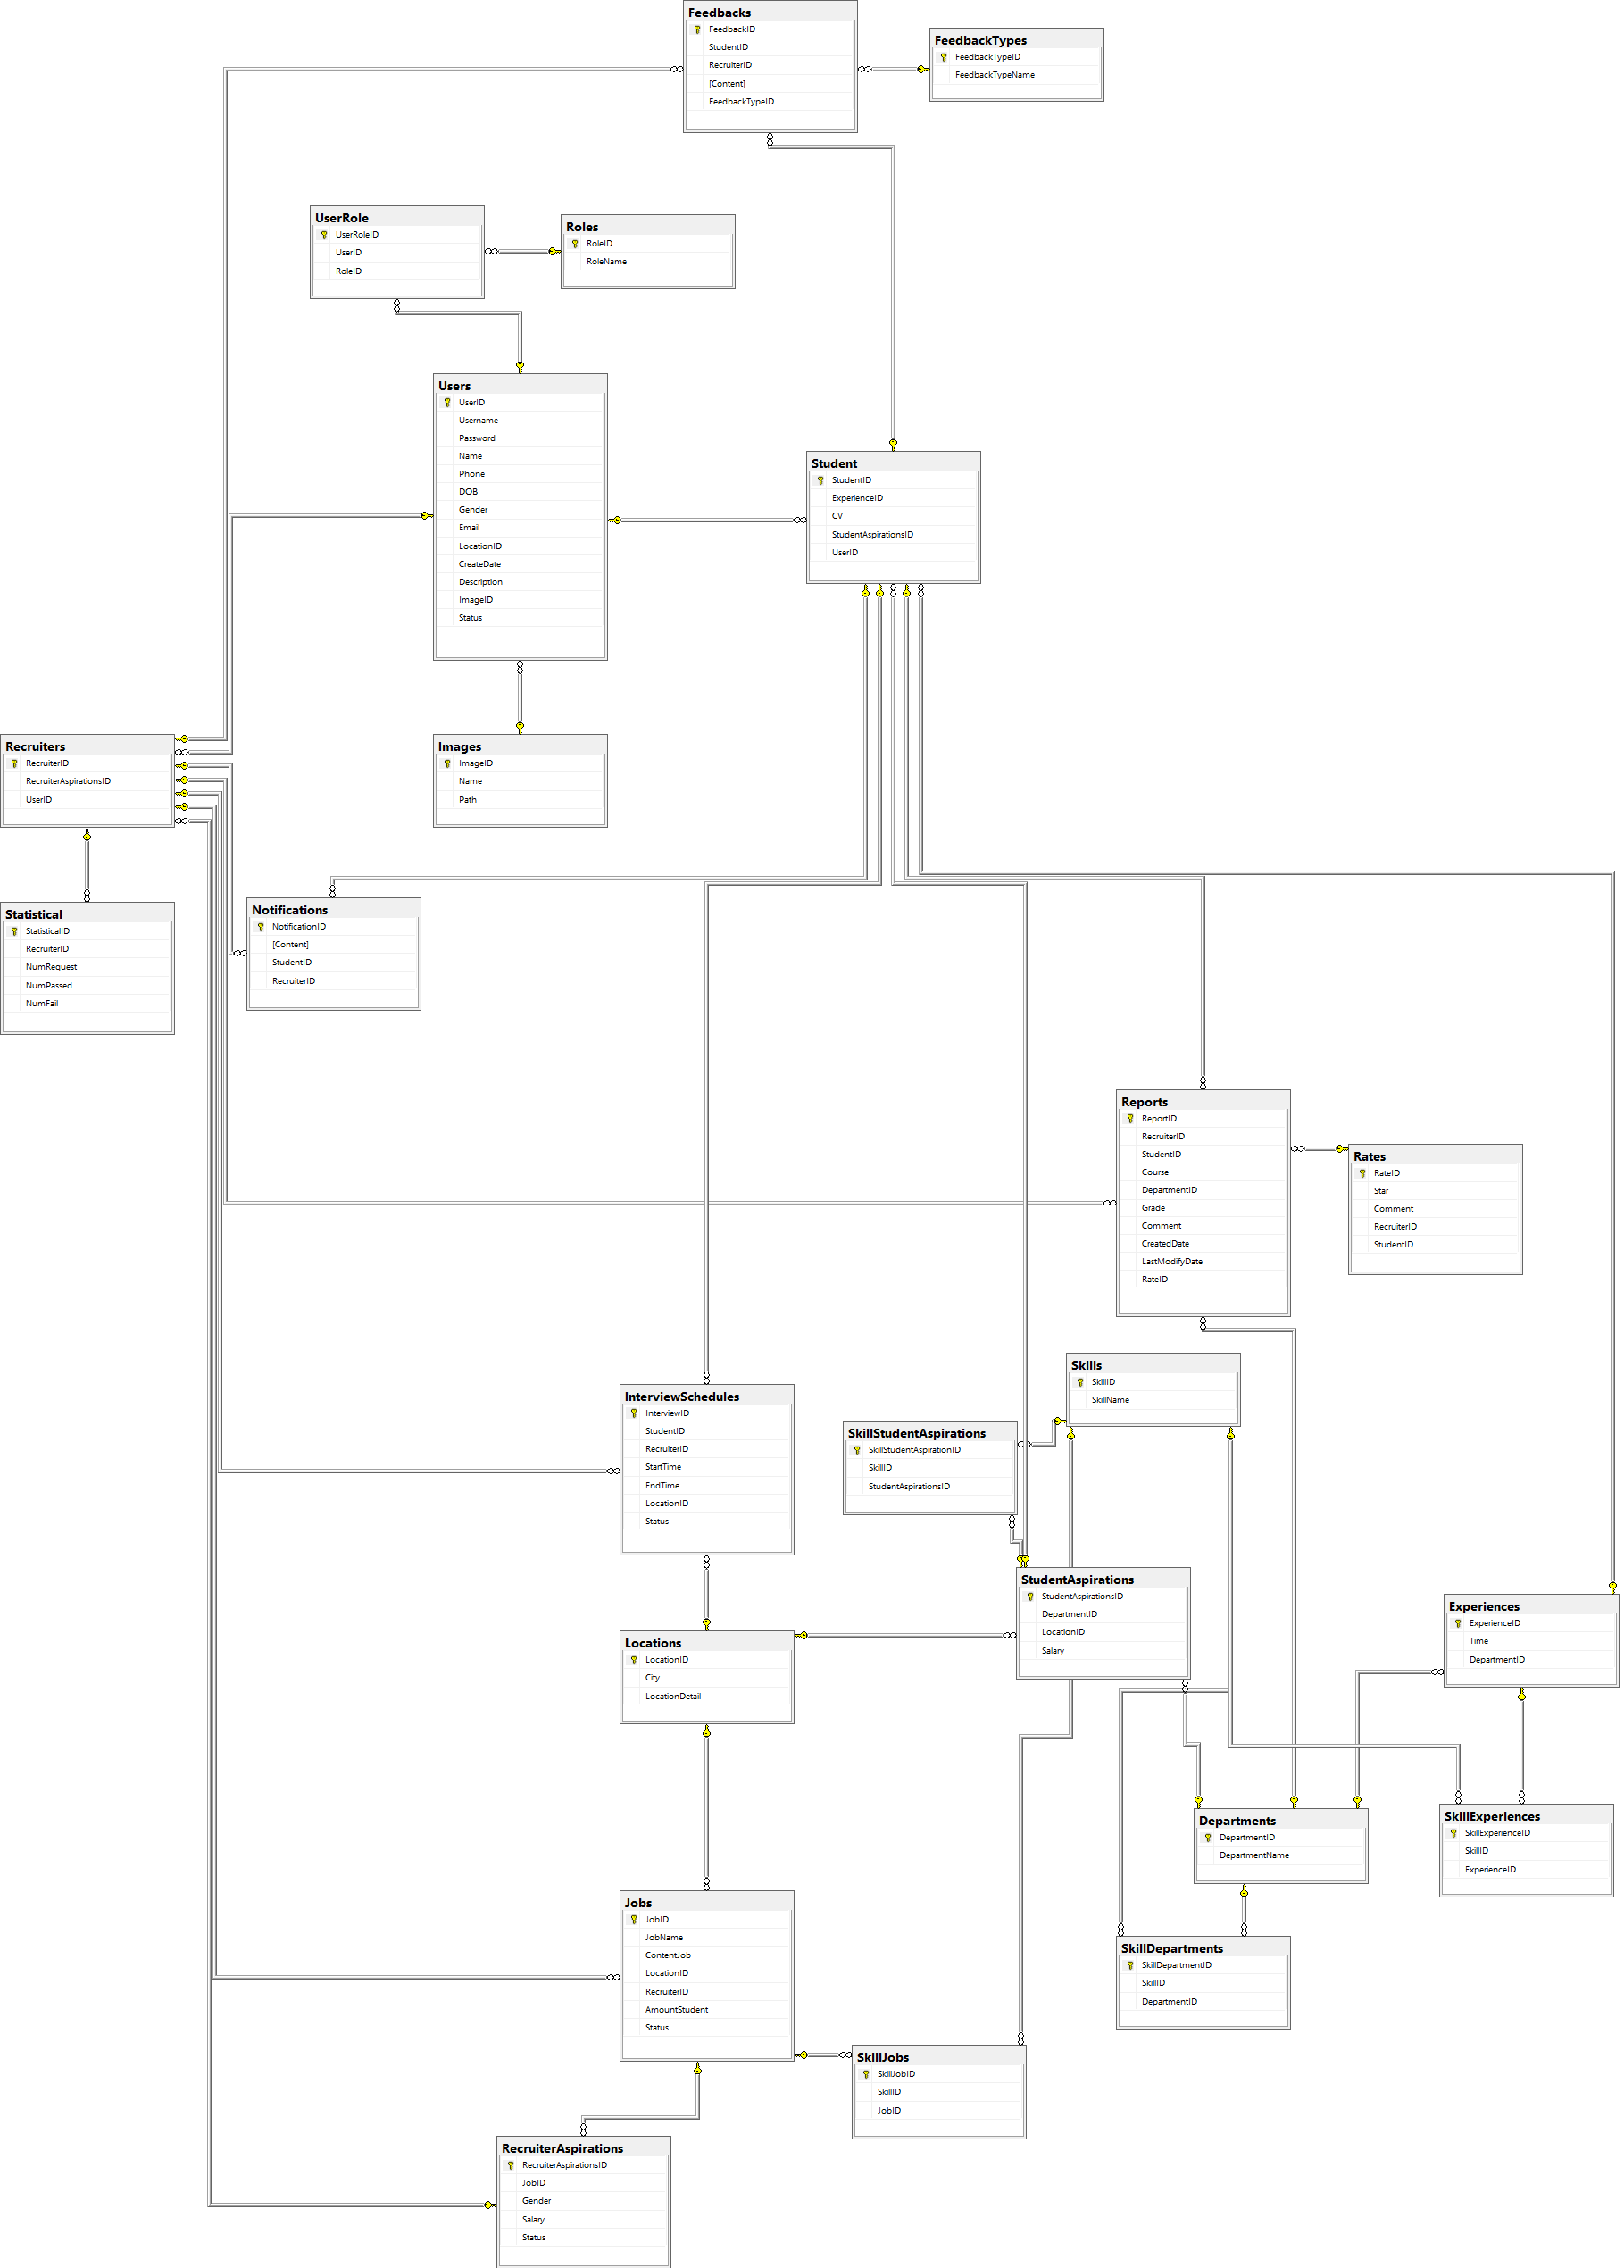 Feedbacks
FeedbackID
StudentID
RecruiterID
[Content]
FeedbackTypeID
FeedbackTypes
FeedbackTypeID
FeedbackTypeName
UserRole
UserRoleID
UserID
RoleID
Roles
RoleID
RoleName
Users
UserID
Username
Password
Name
Phone
DOB
Gender
Email
LocationID
CreateDate
Description
ImageID
Status
Student
StudentID
ExperienceID
CV
StudentAspirationsID
UserID
Recruiters
RecruiterID
RecruiterAspirationsID
UserID
Images
ImageID
Name
Path
Statistical
StatisticalID
RecruiterID
NumRequest
NumPassed
NumFail
Notifications
NotificationID
[Content]
StudentID
RecruiterID
Reports
ReportID
RecruiterID
StudentID
Course
DepartmentID
Grade
Comment
CreatedDate
LastModifyDate
RateID
Rates
RateID
Star
Comment
RecruiterID
StudentID
Skills
SkillID
SkillName
InterviewSchedules
InterviewID
StudentID
RecruiterID
StartTime
EndTime
LocationID
Status
SkillStudentAspirations
SkillStudentAspirationID
SkillID
StudentAspirationsID
StudentAspirations
StudentAspirationsID
DepartmentID
LocationID
Salary
Experiences
ExperienceID
Time
DepartmentID
Locations
LocationID
City
LocationDetail
Departments
DepartmentID
DepartmentName
SkillExperiences
SkillExperienceID
SkillID
ExperienceID
Jobs
JobID
JobName
ContentJob
LocationID
RecruiterID
AmountStudent
Status
SkillDepartments
SkillDepartmentID
SkillID
DepartmentID
SkillJobs
SkillJobID
SkillID
JobID
RecruiterAspirations
RecruiterAspirationsID
JobID
Gender
Salary
Status